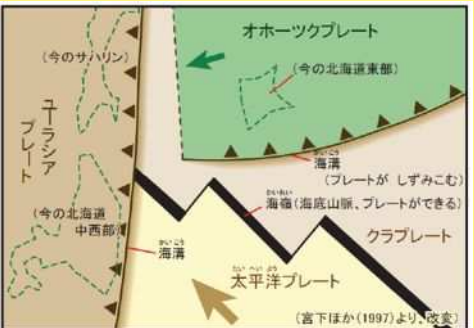 オホーツクプレート
(今のサハリン)
(今の北海道東部)
ユーラシア
プレート
かいこう
海溝
(プレートが しずみこむ)
かいれい
海嶺(海底山脈、プレートができる)
(今の北海道
中西部)
クラプレート
かいこう
海溝
たいへいよう
太平洋プレート
(宮下ほか(1997)より、改変)